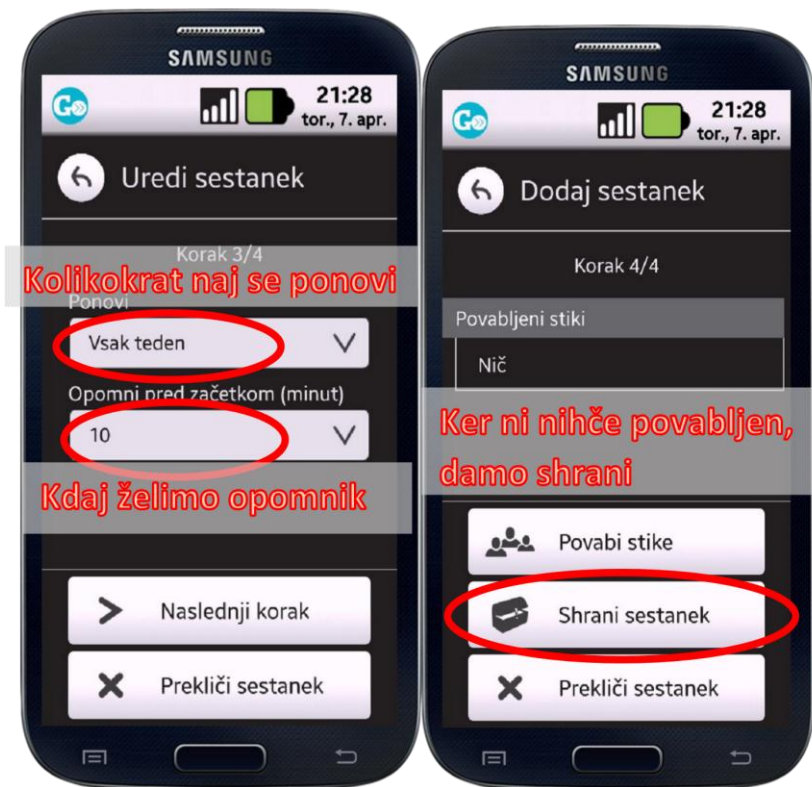 SAMSUNG
Go
21:28
tor., 7. apr.
Uredi sestanek
Korak 3/4
Kolikokrat naj se ponovi
Ponovi
Vsak teden
Opomni pred začetkom (minut)
10
Kdaj želimo opomnik
Naslednji korak
Prekliči sestanek
SAMSUNG
Go
21:28
tor., 7. apr.
Dodaj sestanek
Korak 4/4
Povabljeni stiki
Nič
Ker ni nihče povabljen,
damo shrani
Povabi stike
Shrani sestanek
Prekliči sestanek